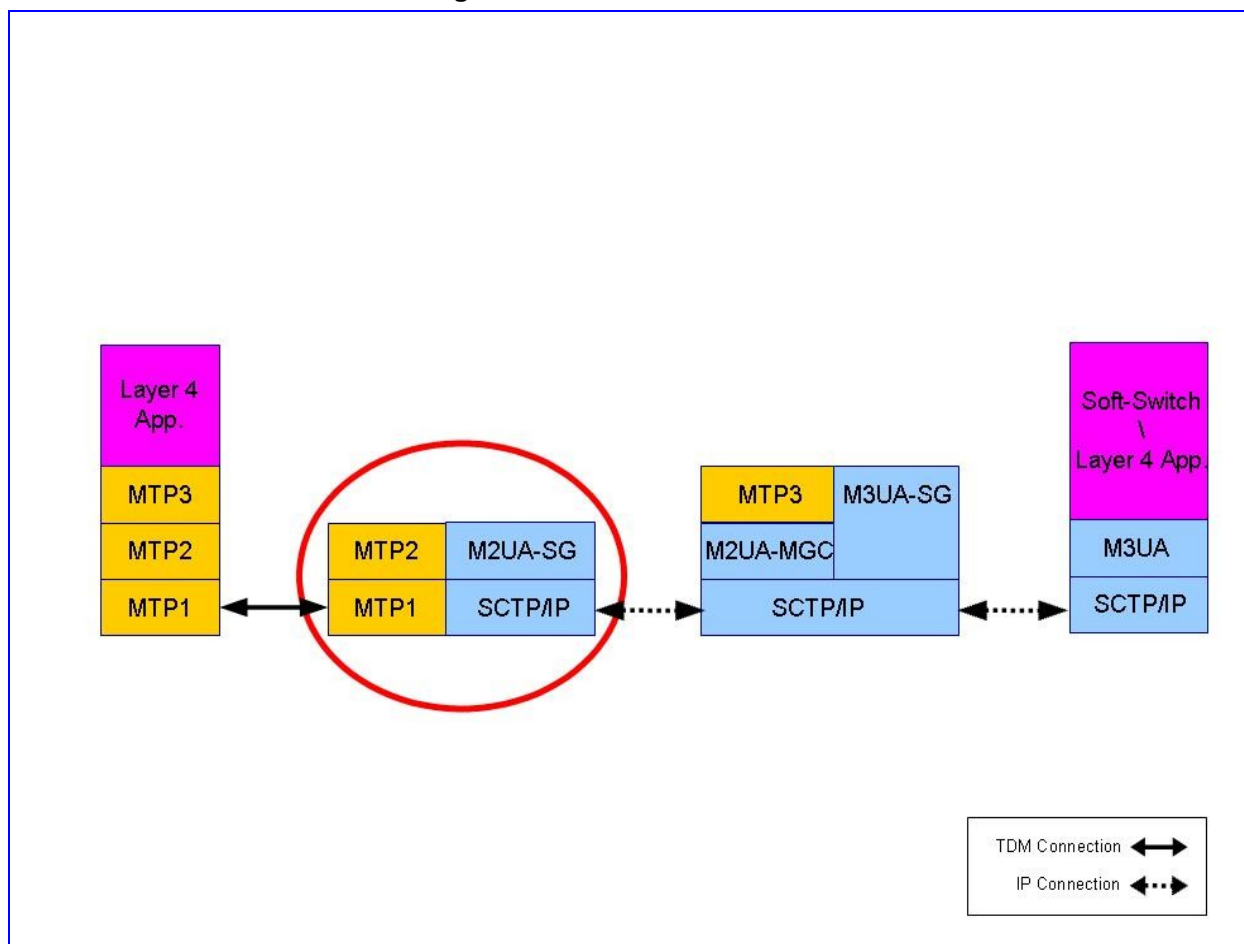 Layer 4
App.
MTP3
MTP2
MTP1
MTP2
M2UA-SG
MTP1
SCTP/IP
MTP3
M3UA-SG
M2UA-MGC
SCTP/IP
Soft-Switch
\
Layer 4 App.
M3UA
SCTP/IP
TDM Connection
IP Connection